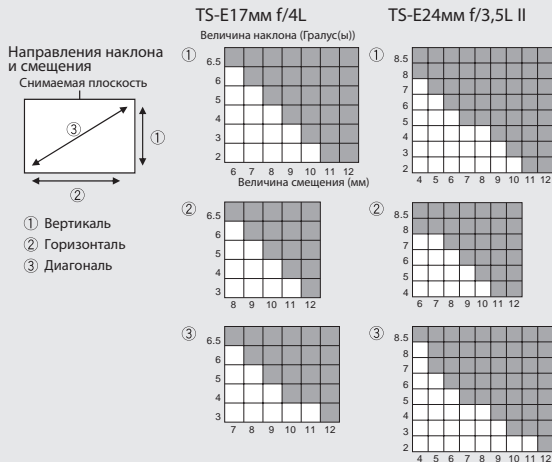 TS-E17мм f/4L
TS-E24мм f/3,5L II
Величина наклона (Гралус(ы))
Направления наклона
и смещения
Снимаемая плоскость
③
①
②
① Вертикаль
② Горизонталь
③ Диагональ
①
6.5
6
5
4
3
2
6 7 8 9 10 11 12
Величина смещения (мм)
①
8.5
8
7
6
5
4
3
2
4 5 6 7 8 9 10 11 12
②
6.5
6
5
4
3
8 9 10 11 12
②
8.5
8
7
6
5
4
6 7 8 9 10 11 12
③
6.5
6
5
4
3
7 8 9 10 11 12
③
8.5
8
7
6
5
4
3
2
4 5 6 7 8 9 10 11 12